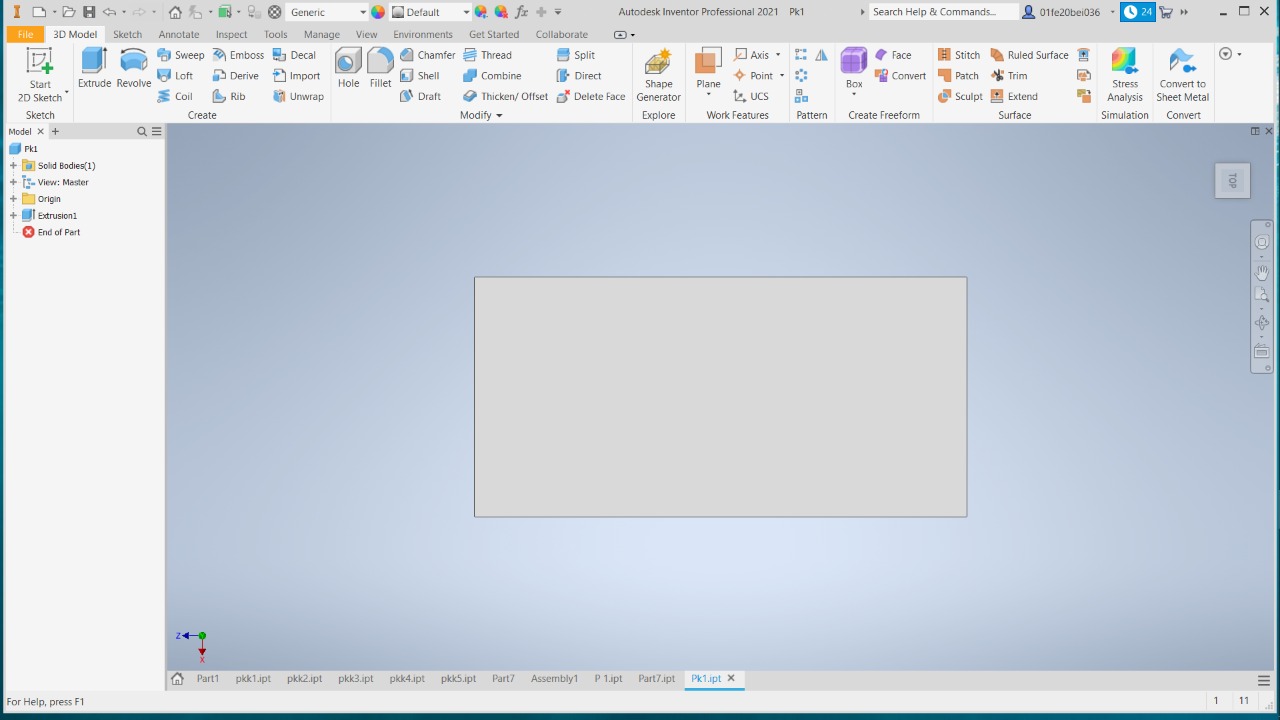 Generic Default Autodesk Inventor Professional 2021 Pk1 Search Help & Commands... 01fe20bei036 24
File 3D Model Sketch Annotate Inspect Tools Manage View Environments Get Started Collaborate
Start
2D Sketch
Extrude
Revolve
Sweep Emboss Decal
Loft Derive Import
Coil Rib Unwrap
Hole
Fillet
Chamfer Thread Split
Shell Combine Direct
Draft Thicken/ Offset Delete Face
Shape
Generator
Plane
Axis
Point
UCS
Box
Face
Convert
Stitch Ruled Surface
Patch Trim
Sculpt Extend
Stress
Analysis
Convert to
Sheet Metal
Sketch Create Modify Explore Work Features Pattern Create Freeform Surface Simulation Convert
Model
Pk1
Solid Bodies(1)
View: Master
Origin
Extrusion1
End of Part
TOP
Z
X
Part1 pkk1.ipt pkk2.ipt pkk3.ipt pkk4.ipt pkk5.ipt Part7 Assembly1 P 1.ipt Part7.ipt Pk1.ipt
For Help, press F1 1 11